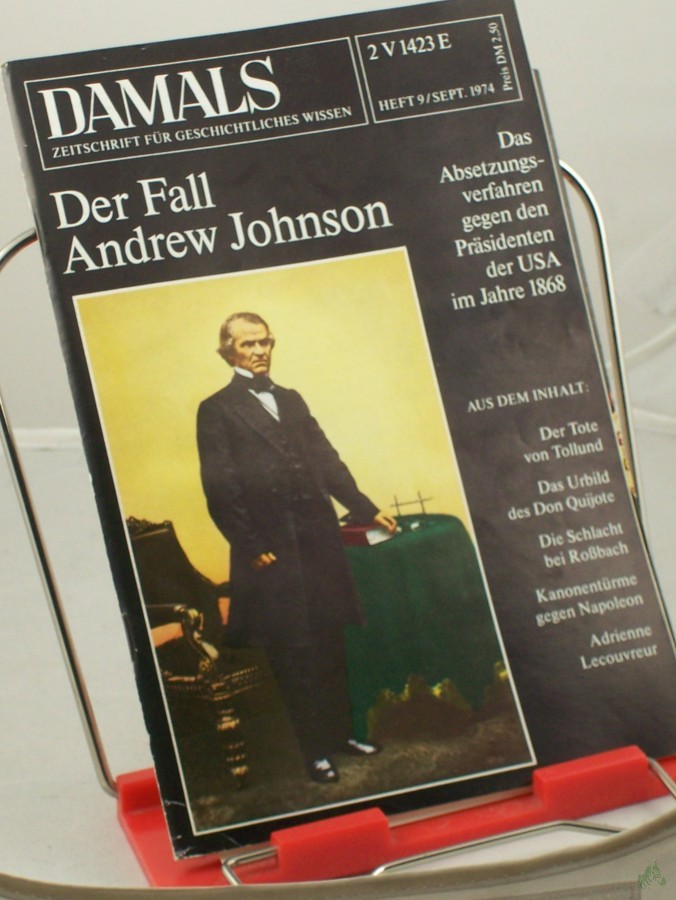 DAMALS
ZEITSCHRIFT FÜR GESCHICHTLICHES WISSEN
2 V 1423 E
HEFT 9/SEPT. 1974
Preis DM 2,50
Der Fall
Andrew Johnson
Das
Absetzungs-
verfahren
gegen den
Präsidenten
der USA
im Jahre 1868
AUS DEM INHALT:
Der Tote
von Tollund
Das Urbild
des Don Quijote
Die Schlacht
bei Roßbach
Kanonentürme
gegen Napoleon
Adrienne
Lecouvreur